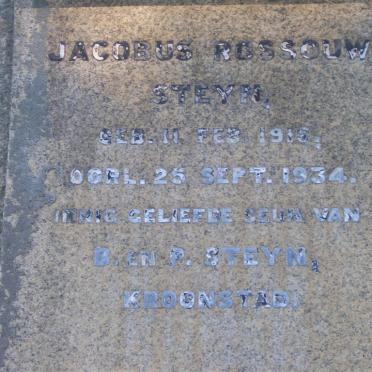 JACOBUS ROSSOUW
STEYN,
GEB. 11 FEB. 1915,
OORL. 25 SEPT. 1934.
INNIG GELIEFDE SEUN VAN
B. EN P. STEYN,
KROONSTAD.